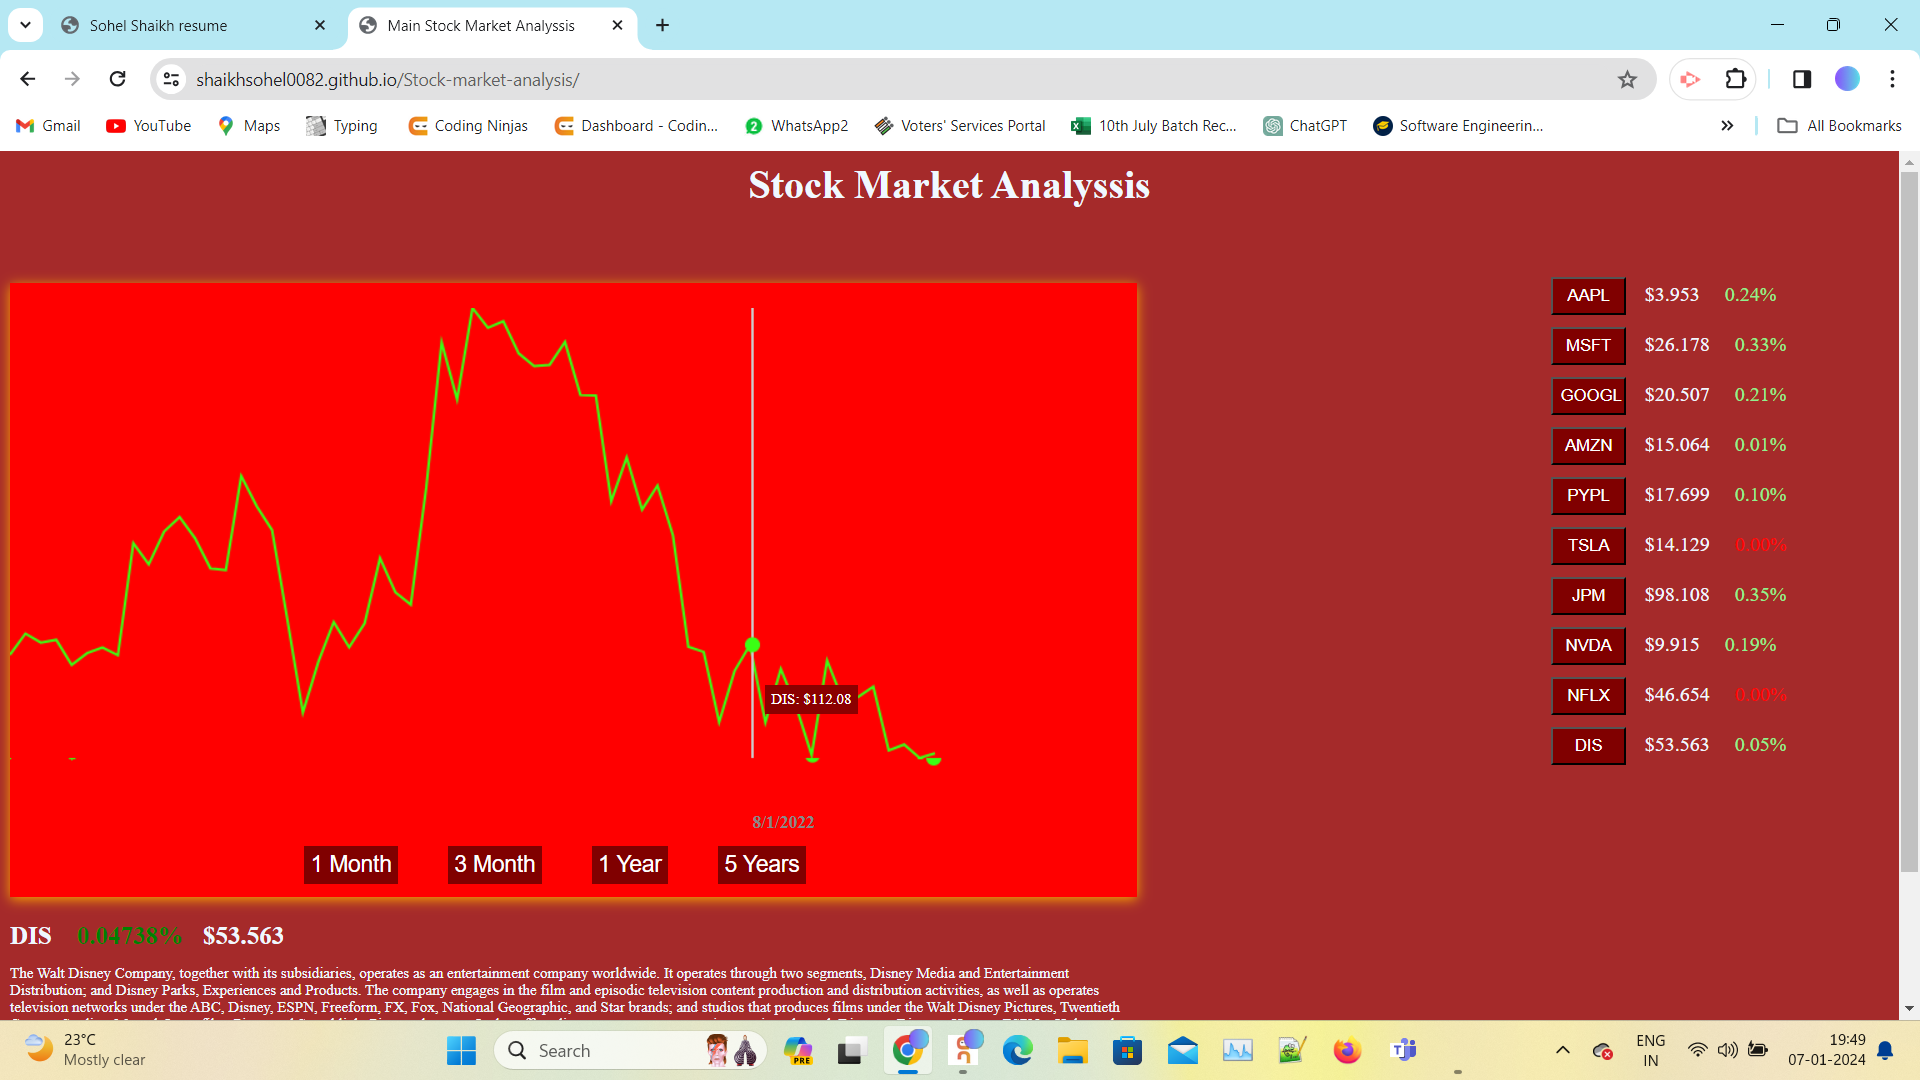 Sohel Shaikh resume
Main Stock Market Analyssis
shaikhsohel0082.github.io/Stock-market-analysis/
Gmail YouTube Maps Typing Coding Ninjas Dashboard - Codin... WhatsApp2 Voters' Services Portal 10th July Batch Rec... ChatGPT Software Engineerin... All Bookmarks
Stock Market Analyssis
AAPL $3.953 0.24%
MSFT $26.178 0.33%
GOOGL $20.507 0.21%
AMZN $15.064 0.01%
PYPL $17.699 0.10%
TSLA $14.129 0.00%
JPM $98.108 0.35%
NVDA $9.915 0.19%
NFLX $46.654 0.00%
DIS $53.563 0.05%
DIS: $112.08
8/1/2022
1 Month 3 Month 1 Year 5 Years
DIS 0.04738% $53.563
The Walt Disney Company, together with its subsidiaries, operates as an entertainment company worldwide. It operates through two segments, Disney Media and Entertainment
Distribution; and Disney Parks, Experiences and Products. The company engages in the film and episodic television content production and distribution activities, as well as operates
television networks under the ABC, Disney, ESPN, Freeform, FX, Fox, National Geographic, and Star brands; and studios that produces films under the Walt Disney Pictures, Twentieth
23°C
Mostly clear
Search
PRE
ENG
IN
19:49
07-01-2024